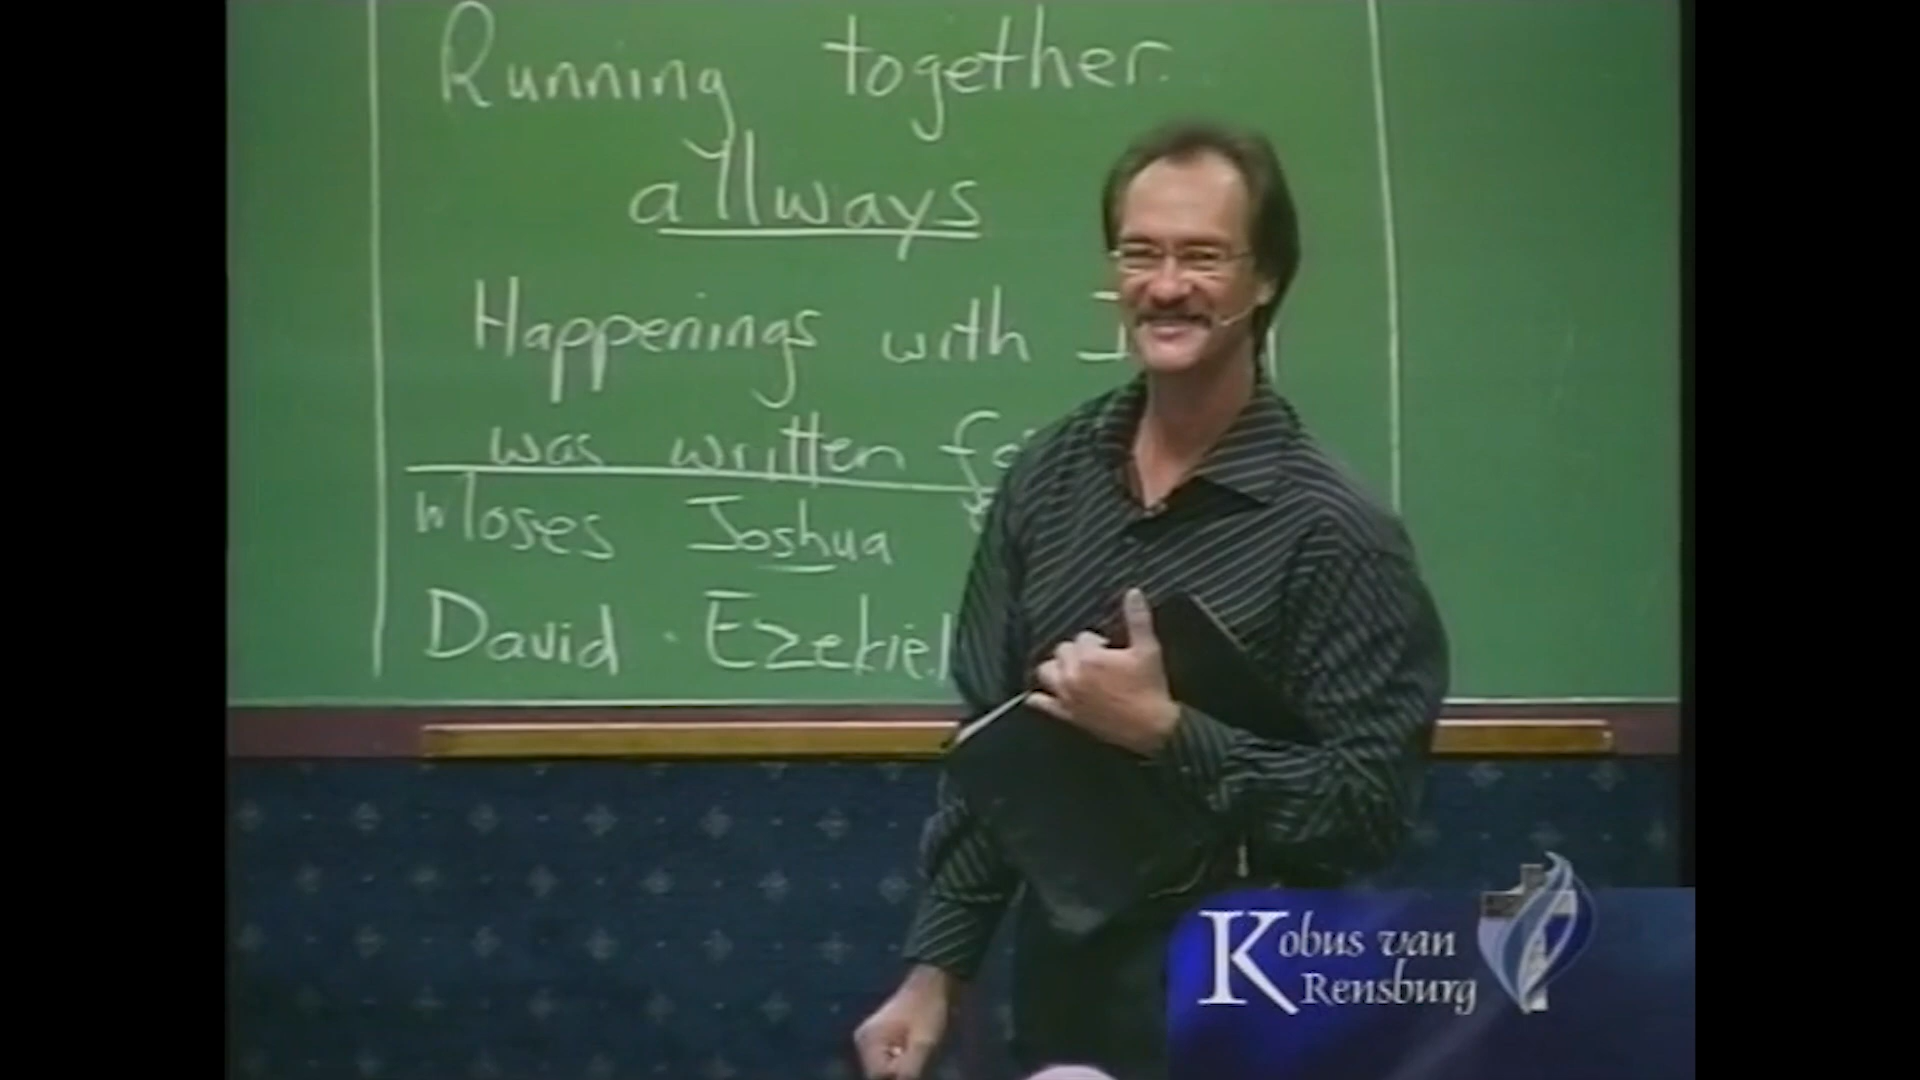 Running together.
allways
Happenings with
was written
Moses Joshua
David · Ezekiel
Kobus van
Rensburg